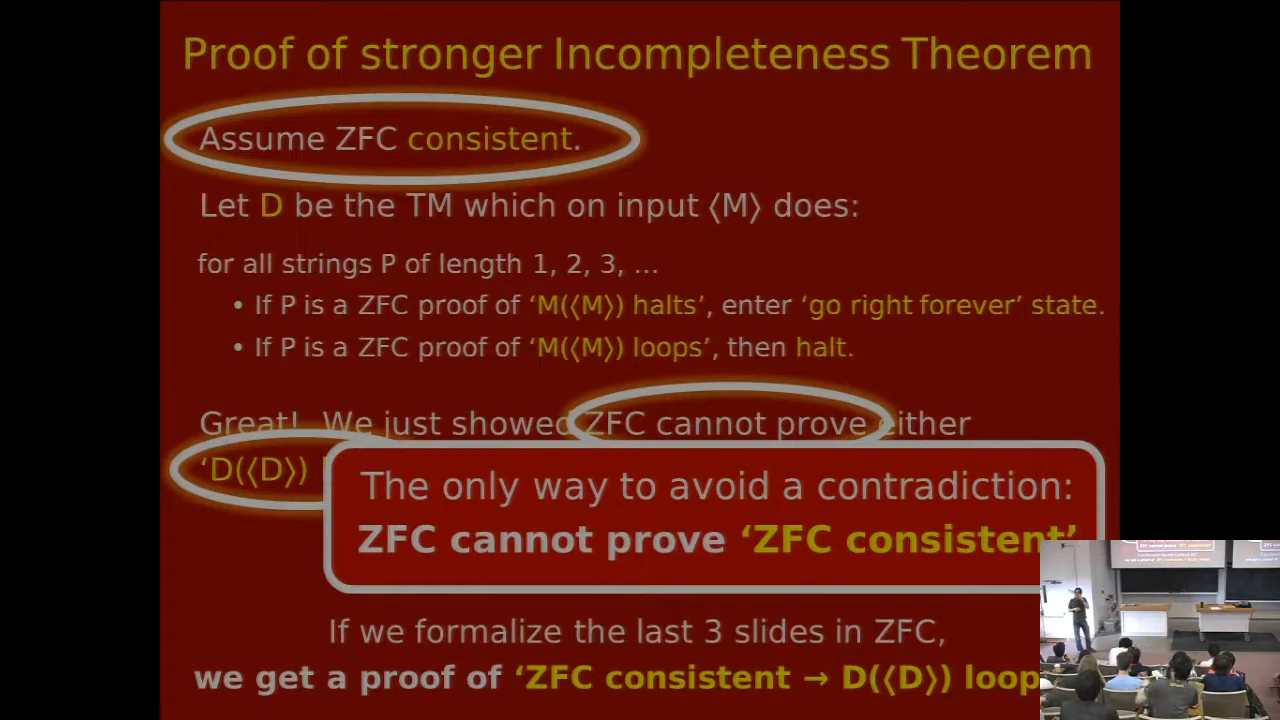 Proof of stronger Incompleteness Theorem
Assume ZFC consistent.
Let D be the TM which on input ⟨M⟩ does:
for all strings P of length 1, 2, 3, …
• If P is a ZFC proof of ‘M(⟨M⟩) halts’, enter ‘go right forever’ state.
• If P is a ZFC proof of ‘M(⟨M⟩) loops’, then halt.
Great! We just showed ZFC cannot prove either
‘D(⟨D⟩)
The only way to avoid a contradiction:
ZFC cannot prove ‘ZFC consistent’
If we formalize the last 3 slides in ZFC,
we get a proof of ‘ZFC consistent → D(⟨D⟩) loop